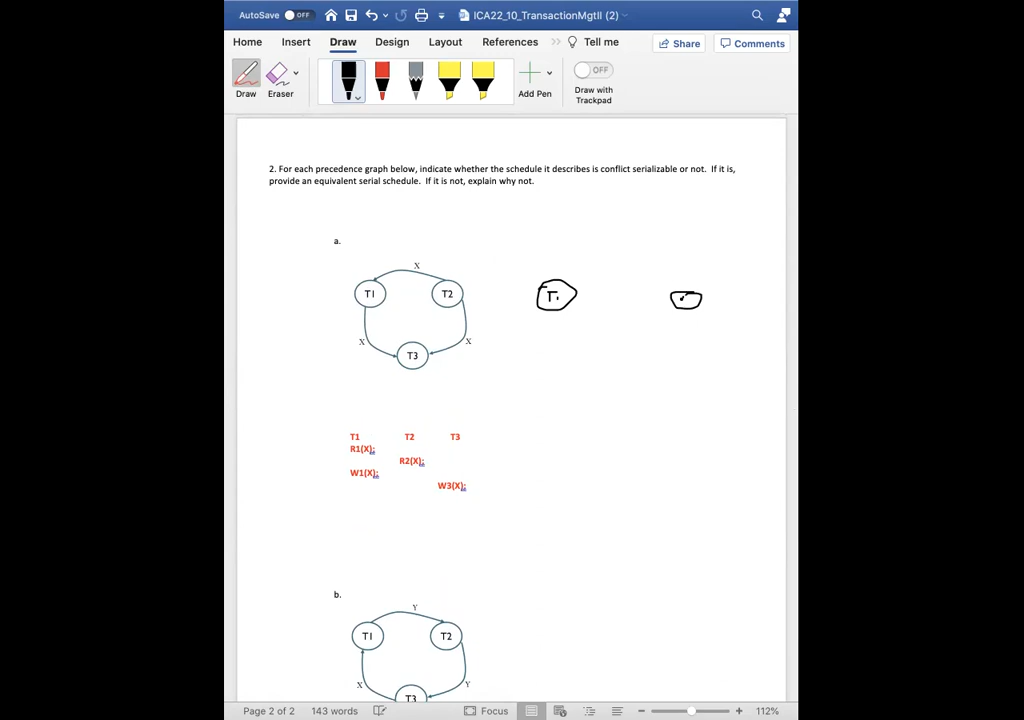 AutoSave OFF ICA22_10_TransactionMgtII (2)
Home Insert Draw Design Layout References Tell me Share Comments
OFF
Draw Eraser Add Pen Draw with
Trackpad
2. For each precedence graph below, indicate whether the schedule it describes is conflict serializable or not. If it is,
provide an equivalent serial schedule. If it is not, explain why not.
a.
X
T1 T2 T1
X X
T3
T1 T2 T3
R1(X);
R2(X);
W1(X);
W3(X);
b.
Y
T1 T2
X Y
T3
Page 2 of 2 143 words Focus 112%